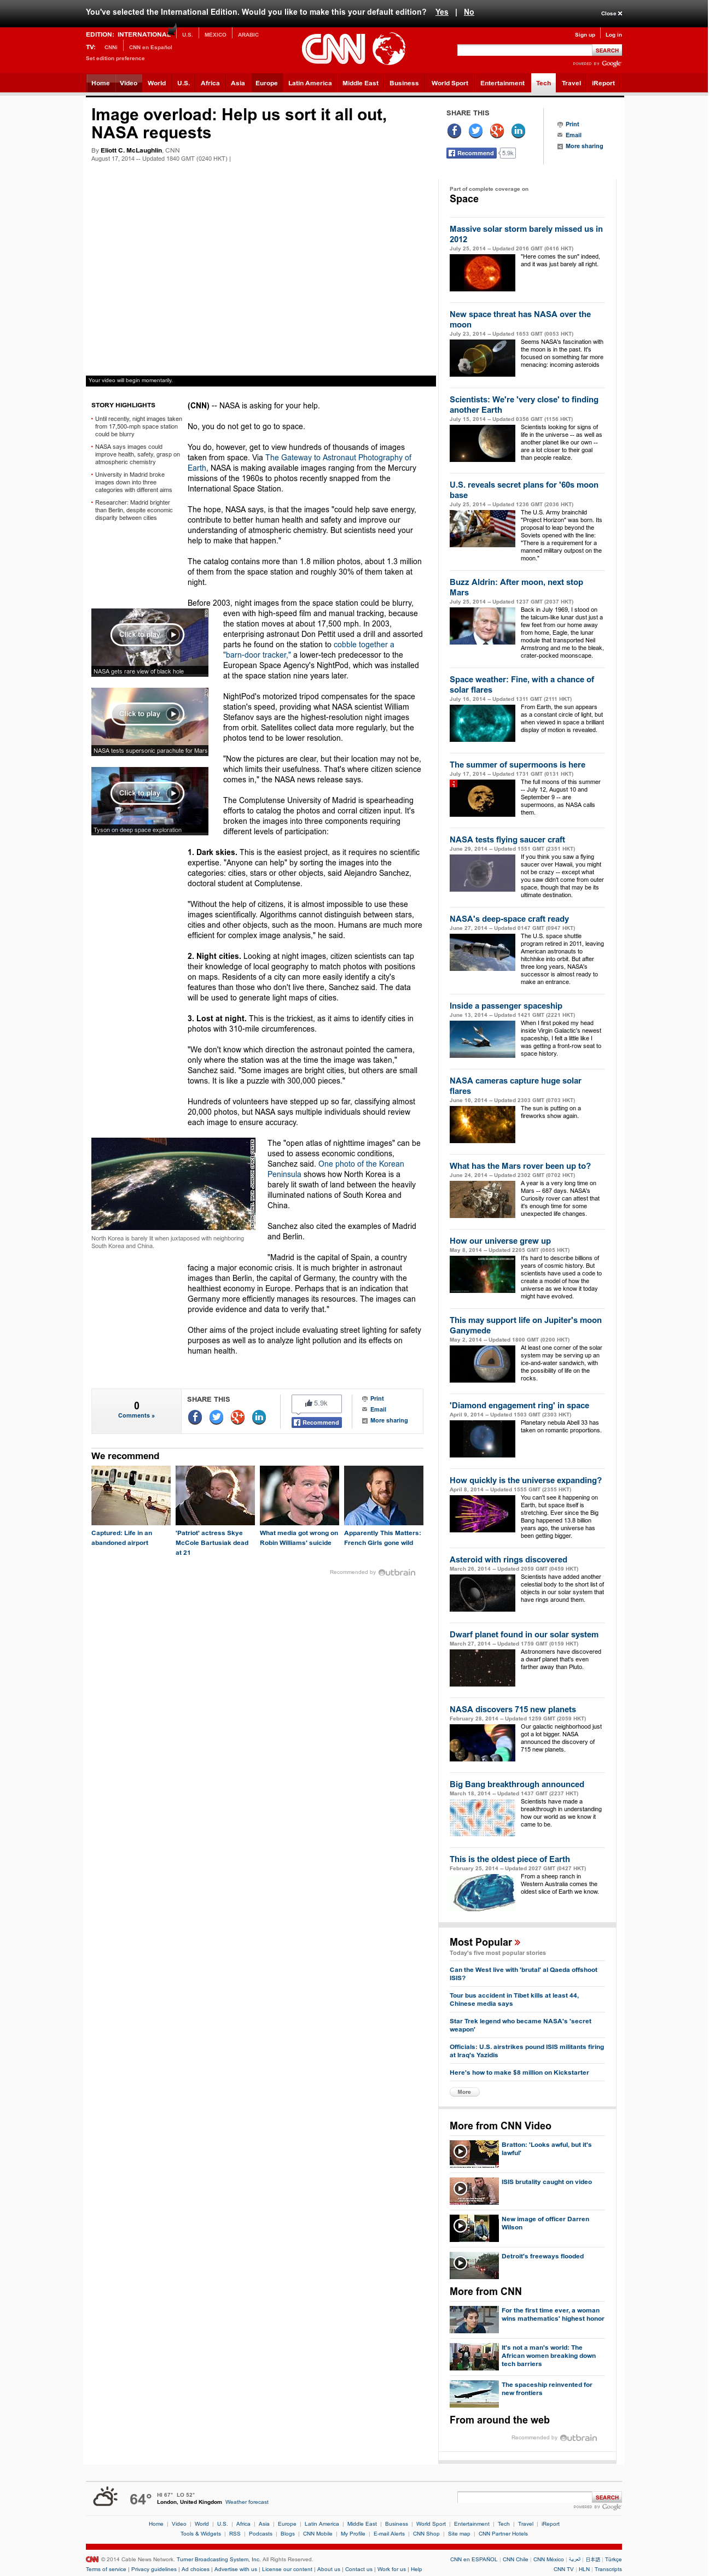 You've selected the International Edition. Would you like to make this your default edition? Yes | No
Close
EDITION: INTERNATIONAL U.S. MÉXICO ARABIC
TV: CNNi CNN en Español
Set edition preference
CNN
Sign up Log in
SEARCH
POWERED BY Google
Home Video World U.S. Africa Asia Europe Latin America Middle East Business World Sport Entertainment Tech Travel iReport
Image overload: Help us sort it all out,
NASA requests
By Eliott C. McLaughlin, CNN
August 17, 2014 -- Updated 1840 GMT (0240 HKT) |
SHARE THIS
Recommend 5.9k
Print
Email
More sharing
Your video will begin momentarily.
STORY HIGHLIGHTS
Until recently, night images taken
from 17,500-mph space station
could be blurry
NASA says images could
improve health, safety, grasp on
atmospheric chemistry
University in Madrid broke
images down into three
categories with different aims
Researcher: Madrid brighter
than Berlin, despite economic
disparity between cities
(CNN) -- NASA is asking for your help.
No, you do not get to go to space.
You do, however, get to view hundreds of thousands of images
taken from space. Via The Gateway to Astronaut Photography of
Earth, NASA is making available images ranging from the Mercury
missions of the 1960s to photos recently snapped from the
International Space Station.
The hope, NASA says, is that the images "could help save energy,
contribute to better human health and safety and improve our
understanding of atmospheric chemistry. But scientists need your
help to make that happen."
The catalog contains more than 1.8 million photos, about 1.3 million
of them from the space station and roughly 30% of them taken at
night.
Before 2003, night images from the space station could be blurry,
even with high-speed film and manual tracking, because
the station moves at about 17,500 mph. In 2003,
enterprising astronaut Don Pettit used a drill and assorted
parts he found on the station to cobble together a
"barn-door tracker," a lower-tech predecessor to the
European Space Agency's NightPod, which was installed
at the space station nine years later.
Click to play
NASA gets rare view of black hole
Click to play
NASA tests supersonic parachute for Mars
Click to play
Tyson on deep space exploration
NightPod's motorized tripod compensates for the space
station's speed, providing what NASA scientist William
Stefanov says are the highest-resolution night images
from orbit. Satellites collect data more regularly, but the
photos tend to be lower resolution.
"Now the pictures are clear, but their location may not be,
which limits their usefulness. That's where citizen science
comes in," the NASA news release says.
The Complutense University of Madrid is spearheading
efforts to catalog the photos and corral citizen input. It's
broken the images into three components requiring
different levels of participation:
1. Dark skies. This is the easiest project, as it requires no scientific
expertise. "Anyone can help" by sorting the images into the
categories: cities, stars or other objects, said Alejandro Sanchez,
doctoral student at Complutense.
"Without the help of citizens, it is almost impossible to use these
images scientifically. Algorithms cannot distinguish between stars,
cities and other objects, such as the moon. Humans are much more
efficient for complex image analysis," he said.
2. Night cities. Looking at night images, citizen scientists can tap
their knowledge of local geography to match photos with positions
on maps. Residents of a city can more easily identify a city's
features than those who don't live there, Sanchez said. The data
will be used to generate light maps of cities.
3. Lost at night. This is the trickiest, as it aims to identify cities in
photos with 310-mile circumferences.
"We don't know which direction the astronaut pointed the camera,
only where the station was at the time the image was taken,"
Sanchez said. "Some images are bright cities, but others are small
towns. It is like a puzzle with 300,000 pieces."
Hundreds of volunteers have stepped up so far, classifying almost
20,000 photos, but NASA says multiple individuals should look at
each image to ensure accuracy.
North Korea is barely lit when juxtaposed with neighboring
South Korea and China.
The "open atlas of nighttime images" can be
used to assess economic conditions,
Sanchez said. One photo of the Korean
Peninsula shows how North Korea is a
barely lit swath of land between the heavily
illuminated nations of South Korea and
China.
Sanchez also cited the examples of Madrid
and Berlin.
"Madrid is the capital of Spain, a country
facing a major economic crisis. It is much brighter in astronaut
images than Berlin, the capital of Germany, the country with the
healthiest economy in Europe. Perhaps that is an indication that
Germany more efficiently manages its resources. The images can
provide evidence and data to verify that."
Other aims of the project include evaluating street lighting for safety
purposes as well as to analyze light pollution and its effects on
human health.
0
Comments »
SHARE THIS
5.9k
Recommend
Print
Email
More sharing
We recommend
Captured: Life in an
abandoned airport
'Patriot' actress Skye
McCole Bartusiak dead
at 21
What media got wrong on
Robin Williams' suicide
Apparently This Matters:
French Girls gone wild
Recommended by Outbrain
Part of complete coverage on
Space
Massive solar storm barely missed us in
2012
July 25, 2014 -- Updated 2016 GMT (0416 HKT)
"Here comes the sun" indeed,
and it was just barely all right.
New space threat has NASA over the
moon
July 23, 2014 -- Updated 1653 GMT (0053 HKT)
Seems NASA's fascination with
the moon is in the past. It's
focused on something far more
menacing: incoming asteroids
Scientists: We're 'very close' to finding
another Earth
July 15, 2014 -- Updated 0356 GMT (1156 HKT)
Scientists looking for signs of
life in the universe -- as well as
another planet like our own --
are a lot closer to their goal
than people realize.
U.S. reveals secret plans for '60s moon
base
July 25, 2014 -- Updated 1236 GMT (2036 HKT)
The U.S. Army brainchild
"Project Horizon" was born. Its
proposal to leap beyond the
Soviets opened with the line:
"There is a requirement for a
manned military outpost on the
moon."
Buzz Aldrin: After moon, next stop
Mars
July 25, 2014 -- Updated 1237 GMT (2037 HKT)
Back in July 1969, I stood on
the talcum-like lunar dust just a
few feet from our home away
from home, Eagle, the lunar
module that transported Neil
Armstrong and me to the bleak,
crater-pocked moonscape.
Space weather: Fine, with a chance of
solar flares
July 16, 2014 -- Updated 1311 GMT (2111 HKT)
From Earth, the sun appears
as a constant circle of light, but
when viewed in space a brilliant
display of motion is revealed.
The summer of supermoons is here
July 17, 2014 -- Updated 1731 GMT (0131 HKT)
The full moons of this summer
-- July 12, August 10 and
September 9 -- are
supermoons, as NASA calls
them.
NASA tests flying saucer craft
June 29, 2014 -- Updated 1551 GMT (2351 HKT)
If you think you saw a flying
saucer over Hawaii, you might
not be crazy -- except what
you saw didn't come from outer
space, though that may be its
ultimate destination.
NASA's deep-space craft ready
June 27, 2014 -- Updated 0147 GMT (0947 HKT)
The U.S. space shuttle
program retired in 2011, leaving
American astronauts to
hitchhike into orbit. But after
three long years, NASA's
successor is almost ready to
make an entrance.
Inside a passenger spaceship
June 13, 2014 -- Updated 1421 GMT (2221 HKT)
When I first poked my head
inside Virgin Galactic's newest
spaceship, I felt a little like I
was getting a front-row seat to
space history.
NASA cameras capture huge solar
flares
June 10, 2014 -- Updated 2303 GMT (0703 HKT)
The sun is putting on a
fireworks show again.
What has the Mars rover been up to?
June 24, 2014 -- Updated 2302 GMT (0702 HKT)
A year is a very long time on
Mars -- 687 days. NASA's
Curiosity rover can attest that
it's enough time for some
unexpected life changes.
How our universe grew up
May 8, 2014 -- Updated 2205 GMT (0605 HKT)
It's hard to describe billions of
years of cosmic history. But
scientists have used a code to
create a model of how the
universe as we know it today
might have evolved.
This may support life on Jupiter's moon
Ganymede
May 2, 2014 -- Updated 1800 GMT (0200 HKT)
At least one corner of the solar
system may be serving up an
ice-and-water sandwich, with
the possibility of life on the
rocks.
'Diamond engagement ring' in space
April 9, 2014 -- Updated 1503 GMT (2303 HKT)
Planetary nebula Abell 33 has
taken on romantic proportions.
How quickly is the universe expanding?
April 8, 2014 -- Updated 1555 GMT (2355 HKT)
You can't see it happening on
Earth, but space itself is
stretching. Ever since the Big
Bang happened 13.8 billion
years ago, the universe has
been getting bigger.
Asteroid with rings discovered
March 26, 2014 -- Updated 2059 GMT (0459 HKT)
Scientists have added another
celestial body to the short list of
objects in our solar system that
have rings around them.
Dwarf planet found in our solar system
March 27, 2014 -- Updated 1759 GMT (0159 HKT)
Astronomers have discovered
a dwarf planet that's even
farther away than Pluto.
NASA discovers 715 new planets
February 28, 2014 -- Updated 1259 GMT (2059 HKT)
Our galactic neighborhood just
got a lot bigger. NASA
announced the discovery of
715 new planets.
Big Bang breakthrough announced
March 18, 2014 -- Updated 1437 GMT (2237 HKT)
Scientists have made a
breakthrough in understanding
how our world as we know it
came to be.
This is the oldest piece of Earth
February 25, 2014 -- Updated 2027 GMT (0427 HKT)
From a sheep ranch in
Western Australia comes the
oldest slice of Earth we know.
Most Popular »
Today's five most popular stories
Can the West live with 'brutal' al Qaeda offshoot
ISIS?
Tour bus accident in Tibet kills at least 44,
Chinese media says
Star Trek legend who became NASA's 'secret
weapon'
Officials: U.S. airstrikes pound ISIS militants firing
at Iraq's Yazidis
Here's how to make $8 million on Kickstarter
More
More from CNN Video
Bratton: 'Looks awful, but it's
lawful'
ISIS brutality caught on video
New image of officer Darren
Wilson
Detroit's freeways flooded
More from CNN
For the first time ever, a woman
wins mathematics' highest honor
It's not a man's world: The
African women breaking down
tech barriers
The spaceship reinvented for
new frontiers
From around the web
Recommended by Outbrain
64° HI 67° LO 52°
London, United Kingdom Weather forecast
SEARCH
POWERED BY Google
Home | Video | World | U.S. | Africa | Asia | Europe | Latin America | Middle East | Business | World Sport | Entertainment | Tech | Travel | iReport
Tools & Widgets | RSS | Podcasts | Blogs | CNN Mobile | My Profile | E-mail Alerts | CNN Shop | Site map | CNN Partner Hotels
CNN © 2014 Cable News Network. Turner Broadcasting System, Inc. All Rights Reserved.
Terms of service | Privacy guidelines | Ad choices | Advertise with us | License our content | About us | Contact us | Work for us | Help
CNN en ESPAÑOL | CNN Chile | CNN México | العربية | 日本語 | Türkçe
CNN TV | HLN | Transcripts